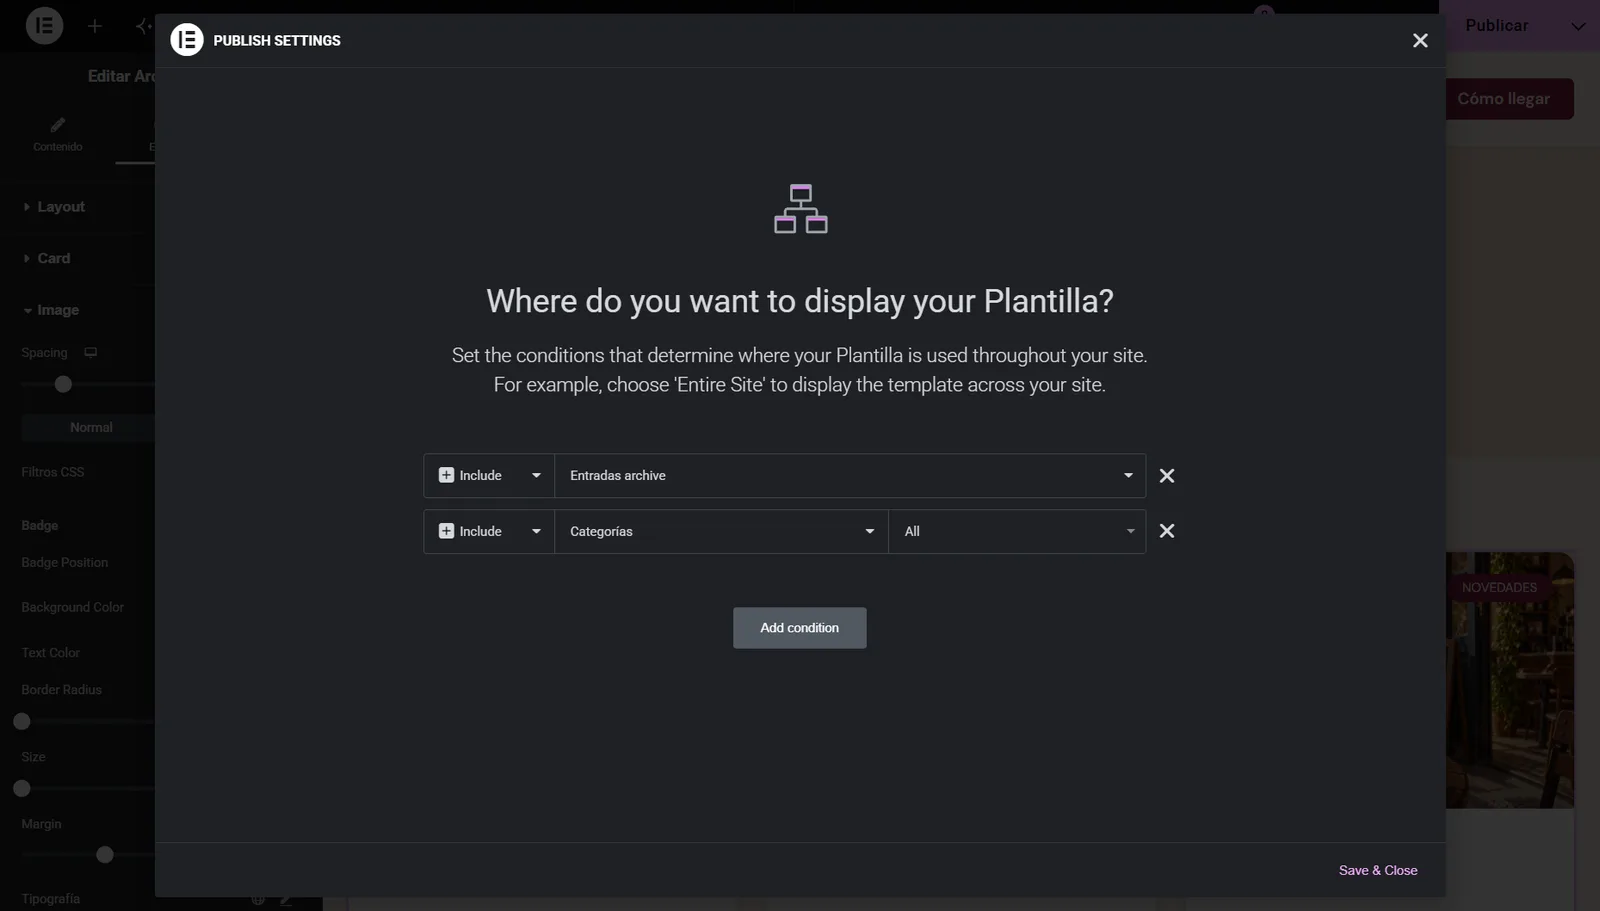 Publicar
PUBLISH SETTINGS
Editar
Cómo llegar
Contenido
Layout
Card
Image
Where do you want to display your Plantilla?
Spacing
Set the conditions that determine where your Plantilla is used throughout your site.
For example, choose 'Entire Site' to display the template across your site.
Normal
Filtros CSS
Include
Entradas archive
Badge
Include
Categorías
All
Badge Position
NOVEDADES
Background Color
Add condition
Text Color
Border Radius
Size
Margin
Save & Close
Tipografía